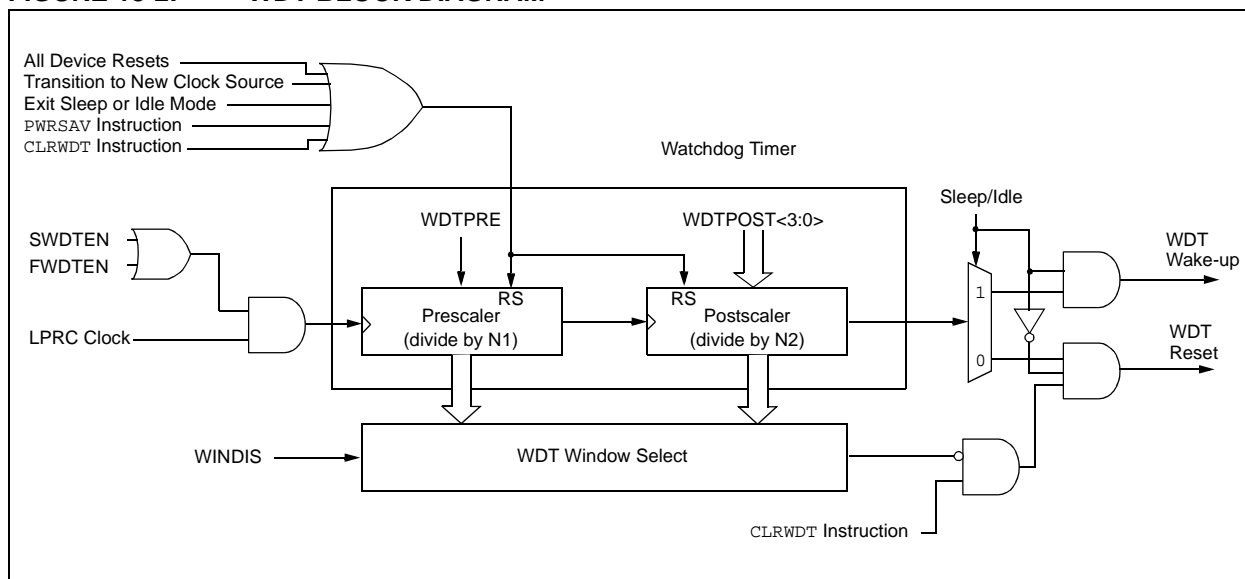 All Device Resets
Transition to New Clock Source
Exit Sleep or Idle Mode
PWRSAV Instruction
CLRWDT Instruction
Watchdog Timer
Sleep/Idle
WDTPRE
WDTPOST<3:0>
SWDTEN
FWDTEN
WDT
Wake-up
RS
RS
1
Prescaler
(divide by N1)
Postscaler
(divide by N2)
LPRC Clock
0
WDT
Reset
WINDIS
WDT Window Select
CLRWDT Instruction